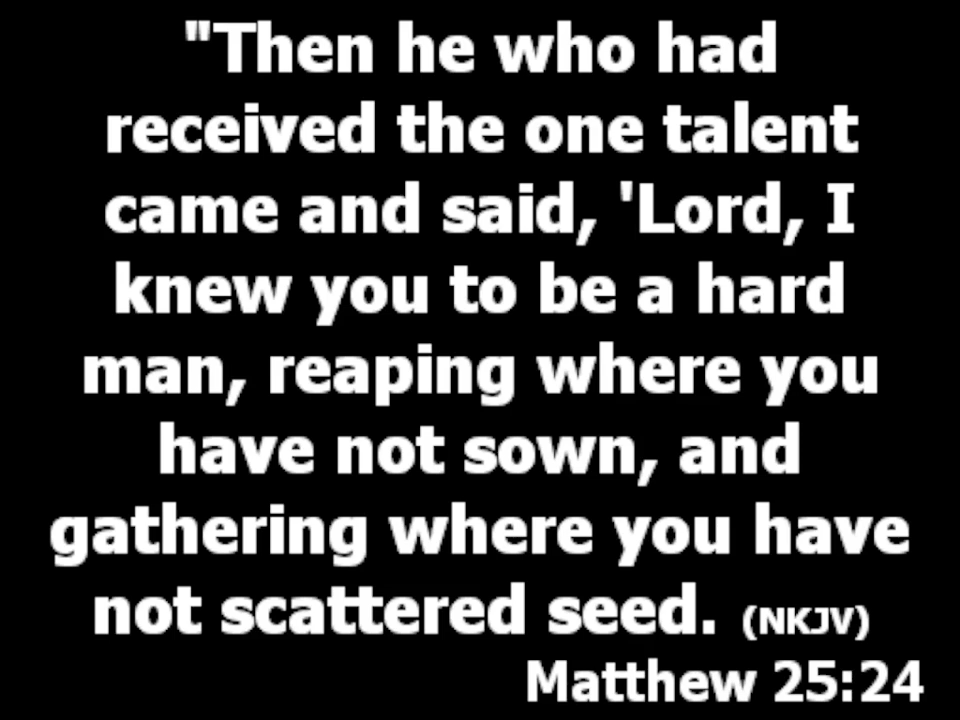 "Then he who had
received the one talent
came and said, 'Lord, I
knew you to be a hard
man, reaping where you
have not sown, and
gathering where you have
not scattered seed. (NKJV)
Matthew 25:24